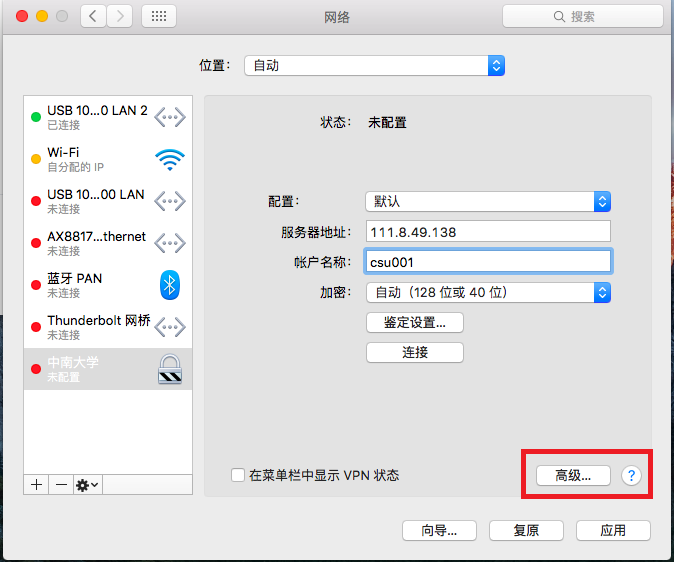 网络
搜索
位置： 自动
USB 10...0 LAN 2
已连接
Wi-Fi
自分配的 IP
USB 10...00 LAN
未连接
AX8817...thernet
未连接
蓝牙 PAN
未连接
Thunderbolt 网桥
未连接
中南大学
未配置
状态： 未配置
配置： 默认
服务器地址： 111.8.49.138
帐户名称： csu001
加密： 自动（128 位或 40 位）
鉴定设置...
连接
在菜单栏中显示 VPN 状态
高级...
?
向导...
复原
应用